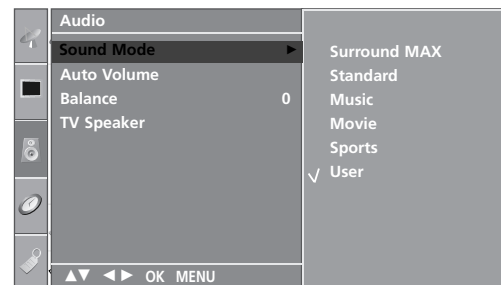 Audio
Sound Mode ►
Auto Volume
Balance 0
TV Speaker
▲▼ ◄► OK MENU
Surround MAX
Standard
Music
Movie
Sports
√ User